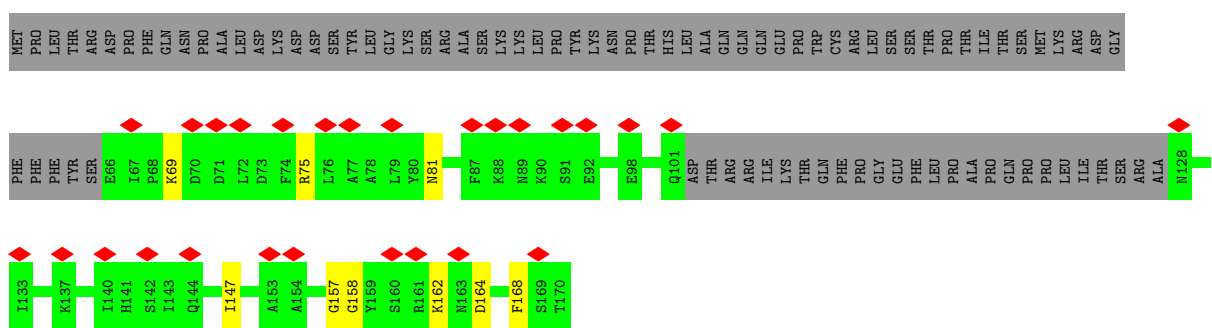 MET PRO LEU THR ARG ASP PRO PHE GLN ASN PRO ALA LEU ASP LYS ASP ASP SER TYR LEU GLY LYS SER ARG ALA SER LYS LYS LEU PRO TYR LYS ASN PRO THR HIS LEU ALA GLN GLN GLN GLU PRO TRP CYS ARG LEU SER SER THR PRO THR ILE THR SER MET LYS ARG ASP GLY
PHE PHE PHE TYR SER E66 I67 P68 K69 D70 D71 L72 D73 F74 R75 L76 A77 A78 L79 Y80 N81 F87 K88 N89 K90 S91 E92 E98 Q101 ASP THR ARG ARG ILE LYS THR GLN PHE PRO GLY GLU PHE LEU PRO ALA PRO GLN PRO PRO LEU ILE THR SER ARG ALA N128
I133 K137 I140 H141 S142 I143 Q144 I147 A153 A154 G157 G158 Y159 S160 R161 K162 N163 D164 F168 S169 T170